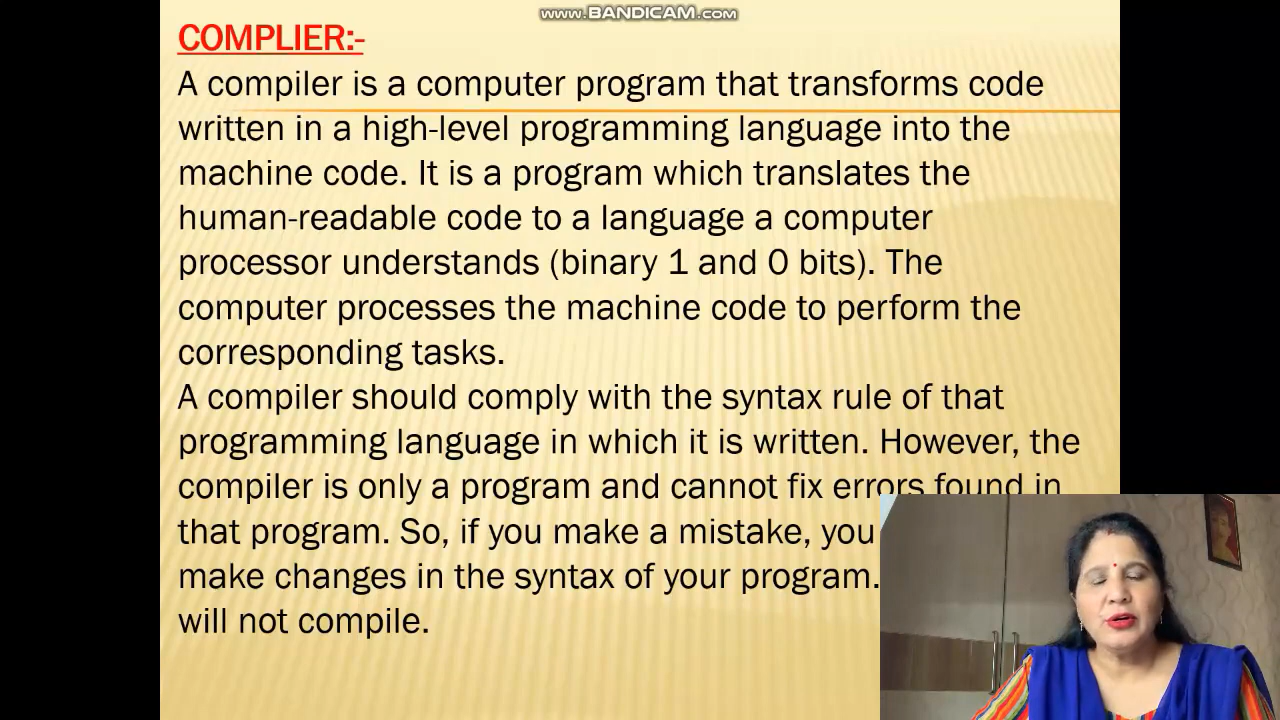 www.BANDICAM.com
COMPLIER:-
A compiler is a computer program that transforms code
written in a high-level programming language into the
machine code. It is a program which translates the
human-readable code to a language a computer
processor understands (binary 1 and 0 bits). The
computer processes the machine code to perform the
corresponding tasks.
A compiler should comply with the syntax rule of that
programming language in which it is written. However, the
compiler is only a program and cannot fix errors found in
that program. So, if you make a mistake, you
make changes in the syntax of your program.
will not compile.